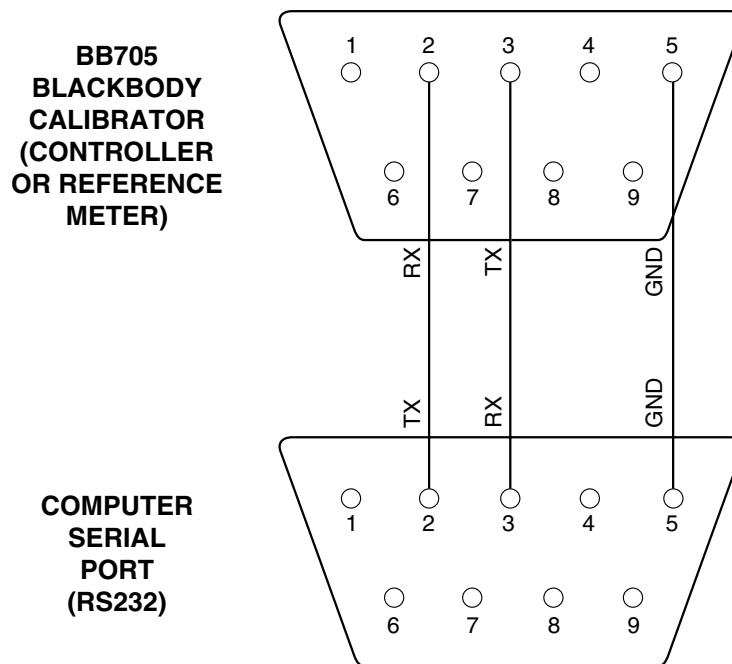 BB705
BLACKBODY
CALIBRATOR
(CONTROLLER
OR REFERENCE
METER)
1 2 3 4 5
6 7 8 9
RX TX GND
TX RX GND
COMPUTER
SERIAL
PORT
(RS232)
1 2 3 4 5
6 7 8 9